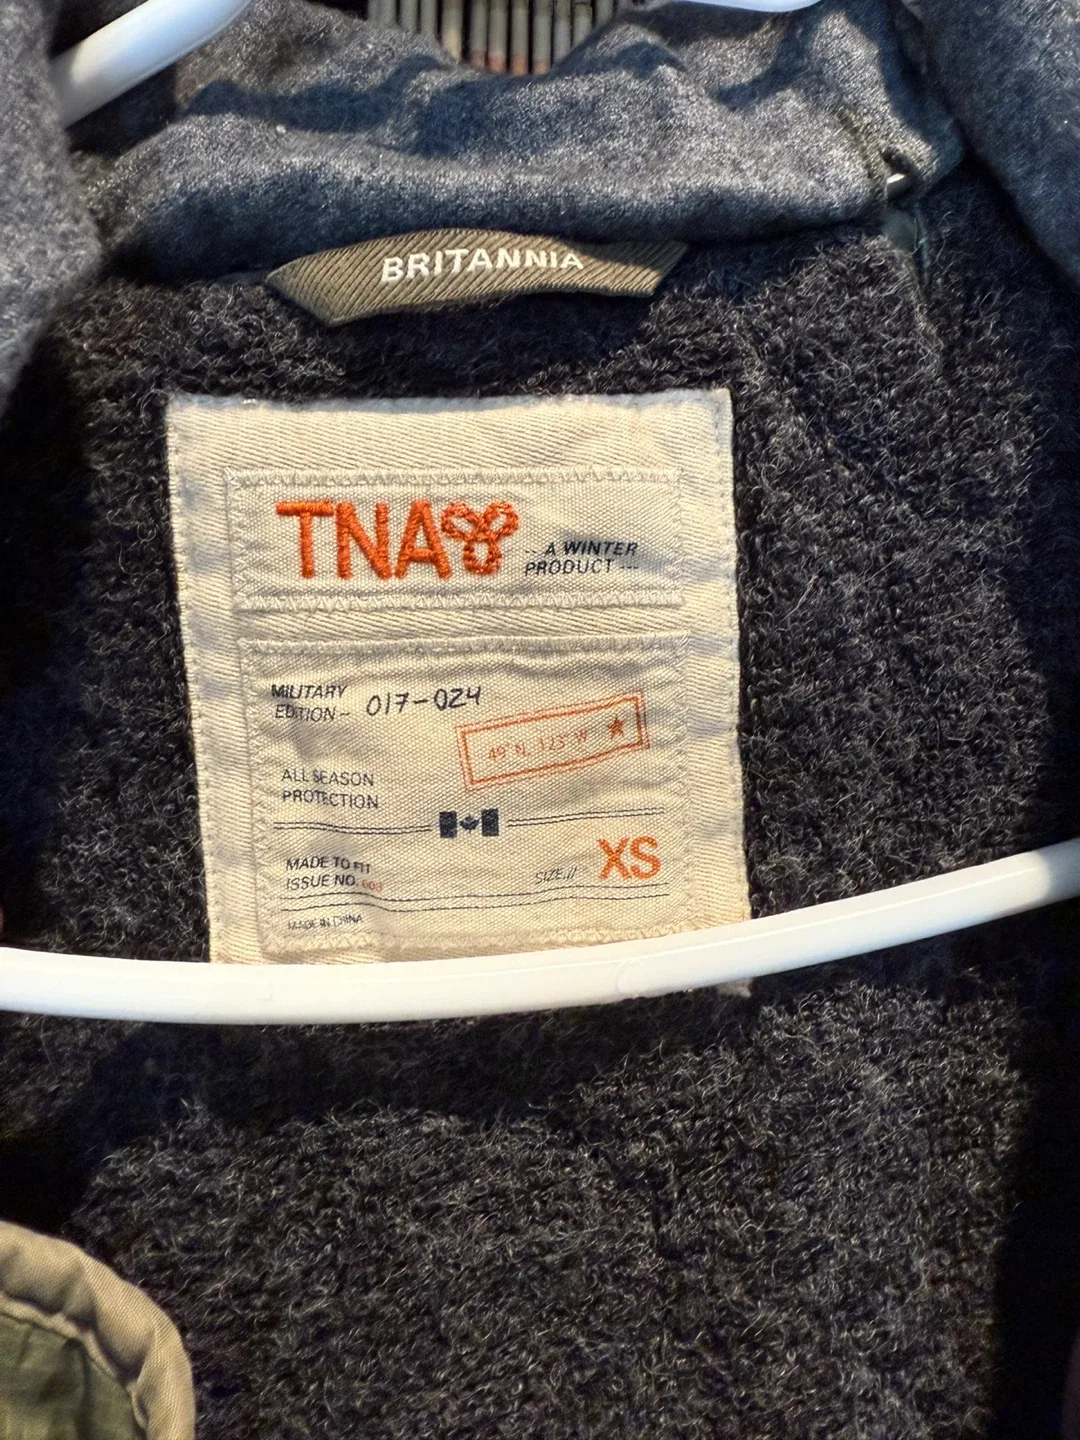 BRITANNIA
TNA
-- A WINTER
PRODUCT ---
MILITARY
EDITION - 017-024
49° N, 123° W
ALL SEASON
PROTECTION
MADE TO FIT
ISSUE NO.
SIZE // XS
MADE IN CHINA